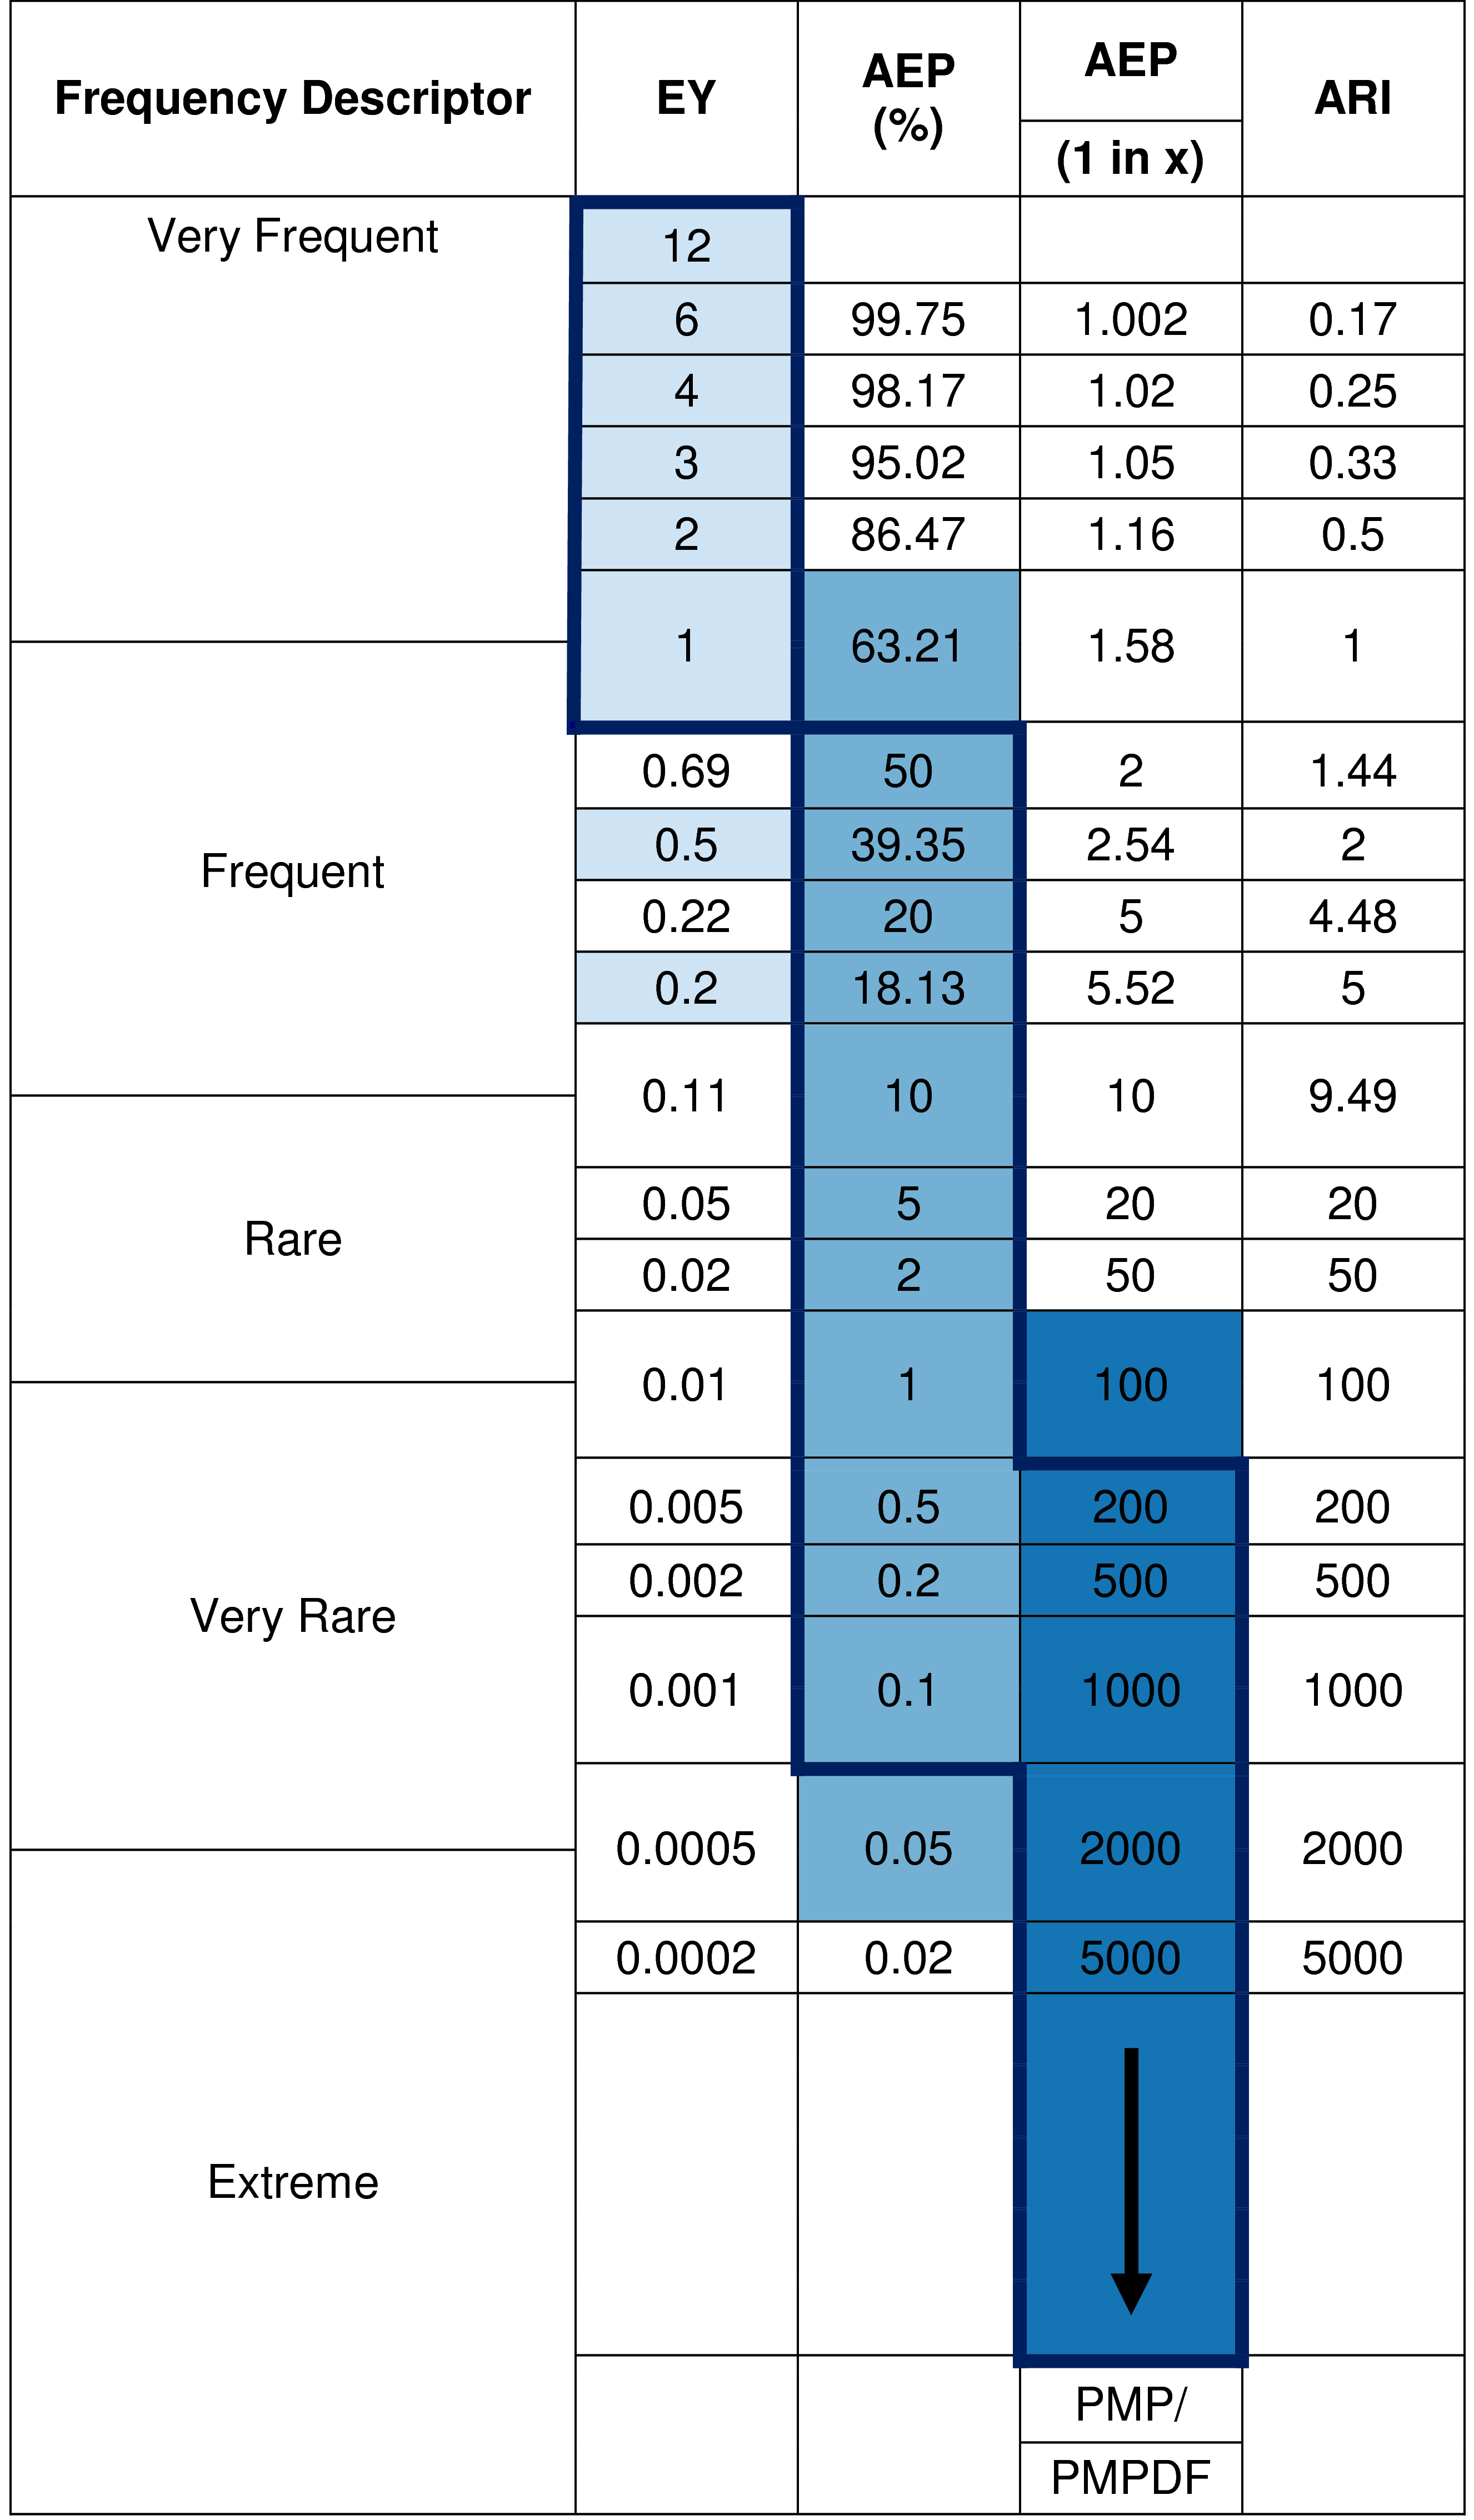 Frequency Descriptor EY AEP (%) AEP (1 in x) ARI
Very Frequent
12
6 99.75 1.002 0.17
4 98.17 1.02 0.25
3 95.02 1.05 0.33
2 86.47 1.16 0.5
1 63.21 1.58 1
Frequent
0.69 50 2 1.44
0.5 39.35 2.54 2
0.22 20 5 4.48
0.2 18.13 5.52 5
0.11 10 10 9.49
Rare
0.05 5 20 20
0.02 2 50 50
0.01 1 100 100
Very Rare
0.005 0.5 200 200
0.002 0.2 500 500
0.001 0.1 1000 1000
0.0005 0.05 2000 2000
Extreme
0.0002 0.02 5000 5000
PMP/
PMPDF